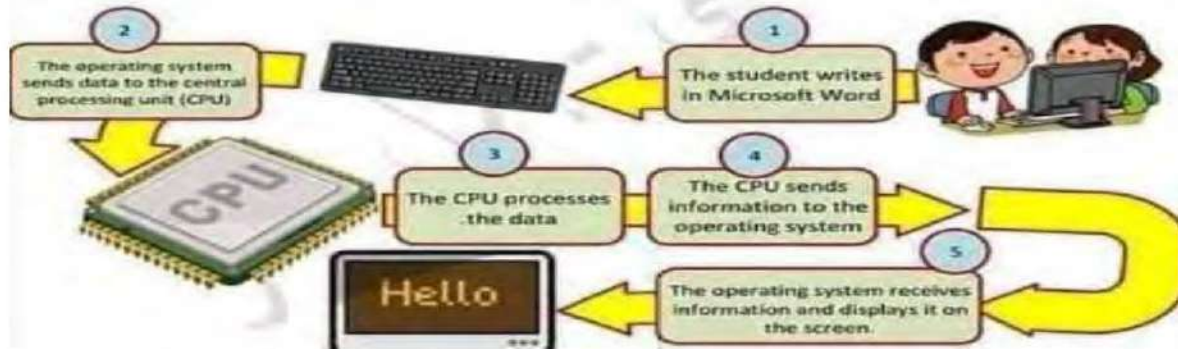 1
The student writes
in Microsoft Word
2
The operating system
sends data to the central
processing unit (CPU)
CPU
3
The CPU processes
.the data
4
The CPU sends
information to the
operating system
5
The operating system receives
information and displays it on
the screen.
Hello